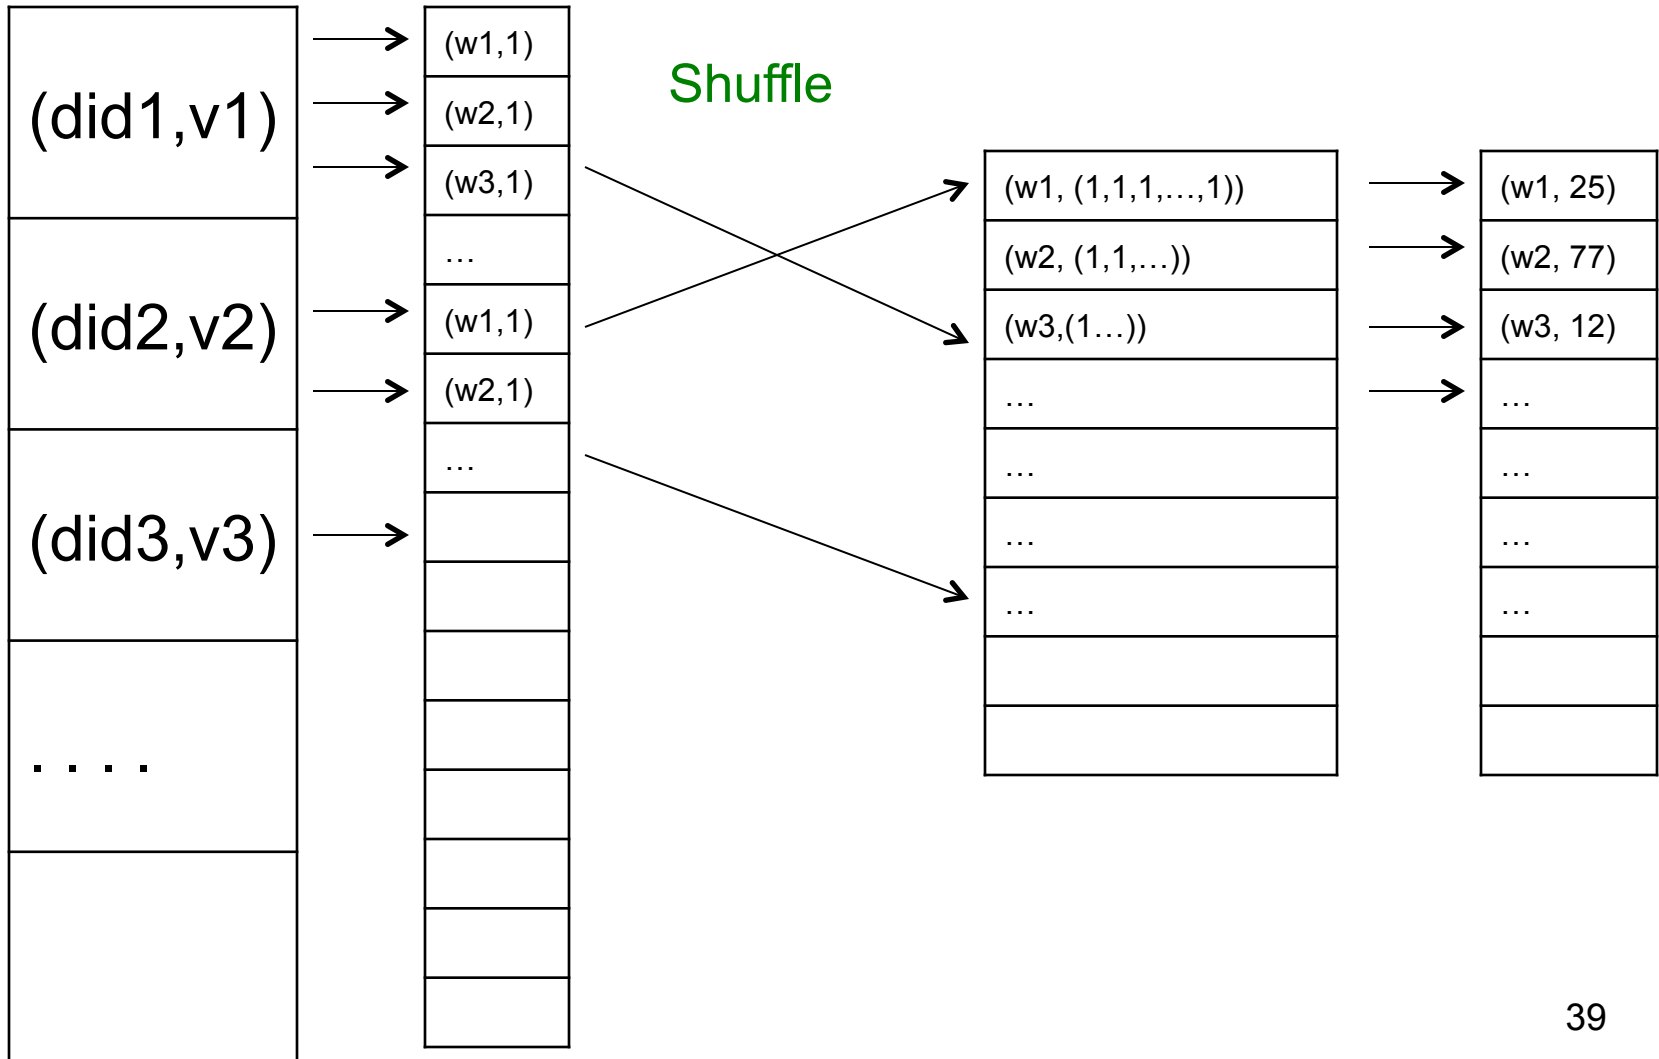 (did1,v1)
(did2,v2)
(did3,v3)
. . . .
(w1,1)
(w2,1)
(w3,1)
…
(w1,1)
(w2,1)
…
Shuffle
(w1, (1,1,1,…,1))
(w2, (1,1,…))
(w3,(1…))
…
…
…
…
(w1, 25)
(w2, 77)
(w3, 12)
…
…
…
…
39